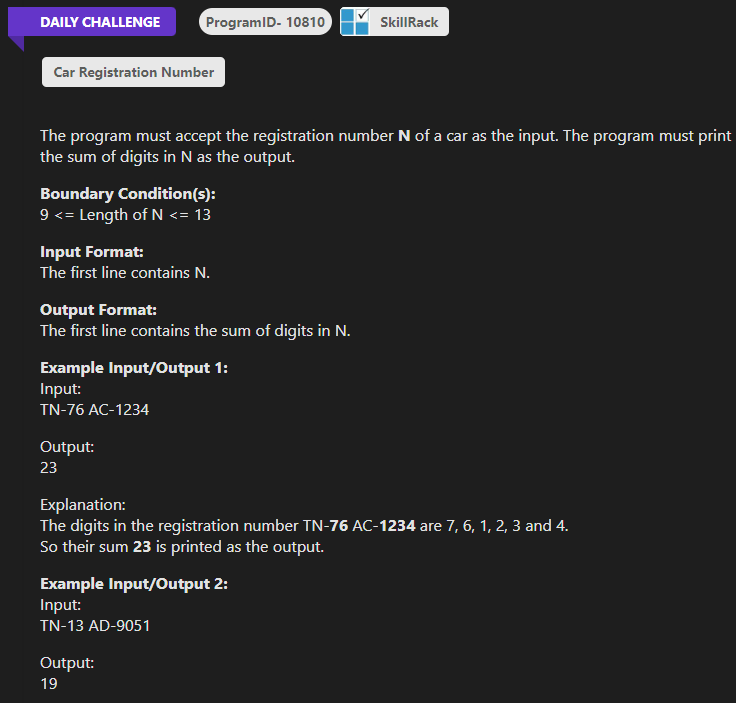 DAILY CHALLENGE ProgramID- 10810 SkillRack
Car Registration Number
The program must accept the registration number N of a car as the input. The program must print
the sum of digits in N as the output.
Boundary Condition(s):
9 <= Length of N <= 13
Input Format:
The first line contains N.
Output Format:
The first line contains the sum of digits in N.
Example Input/Output 1:
Input:
TN-76 AC-1234
Output:
23
Explanation:
The digits in the registration number TN-76 AC-1234 are 7, 6, 1, 2, 3 and 4.
So their sum 23 is printed as the output.
Example Input/Output 2:
Input:
TN-13 AD-9051
Output:
19